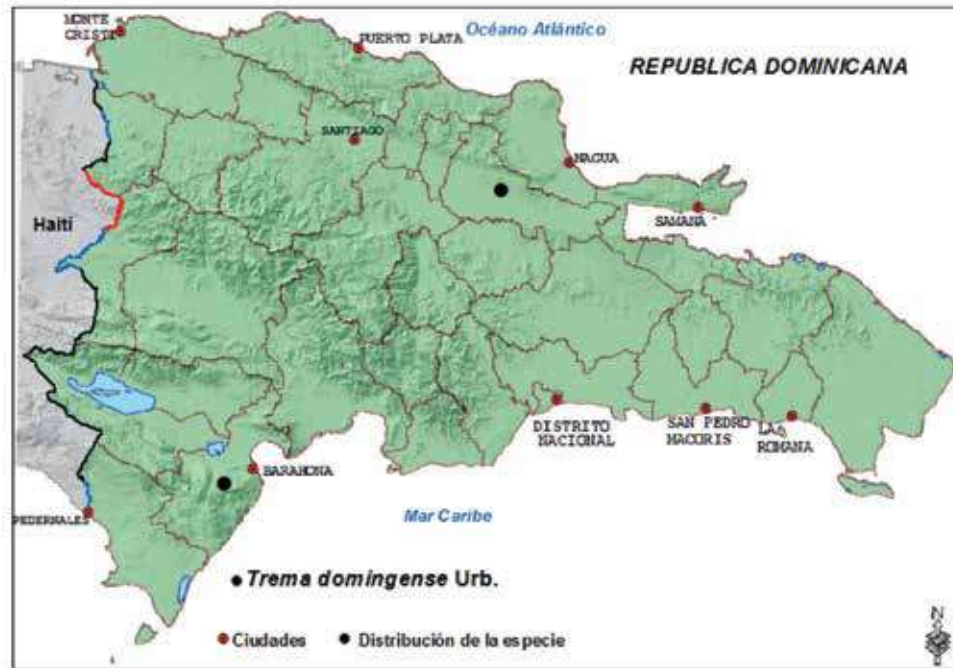 MONTE
CRISTI
PUERTO PLATA
Océano Atlántico
REPUBLICA DOMINICANA
SANTIAGO
NAGUA
SAMANA
Haití
DISTRITO
NACIONAL
SAN PEDRO
MACORIS
LA
ROMANA
BARAHONA
PEDERNALES
Mar Caribe
Trema domingense Urb.
Ciudades
Distribución de la especie
N